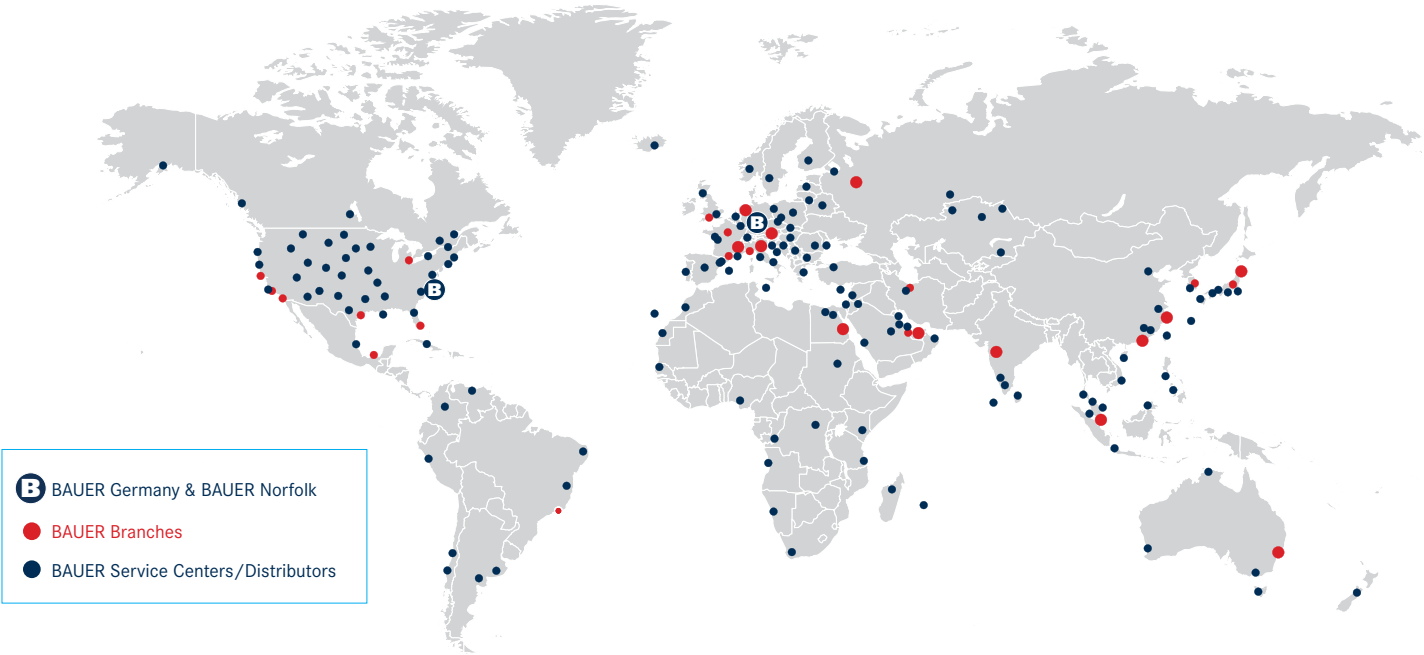 B
B
B BAUER Germany & BAUER Norfolk
BAUER Branches
BAUER Service Centers/Distributors